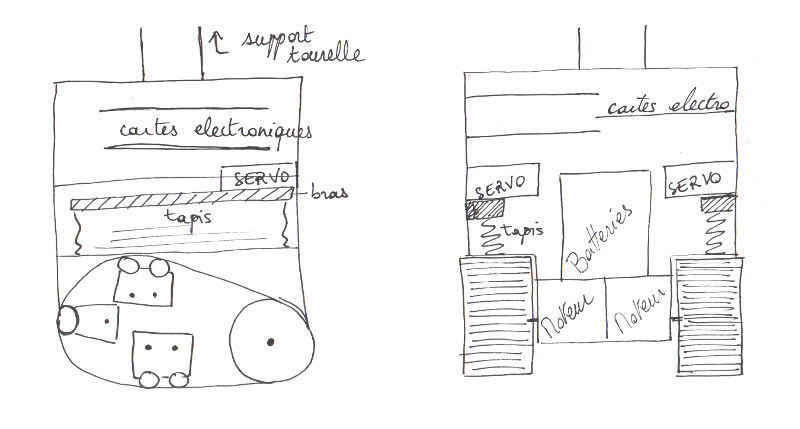 support
tourelle
cartes electroniques
SERVO
bras
tapis
cartes electro
SERVO
SERVO
tapis
Batteries
Moteur
Moteur